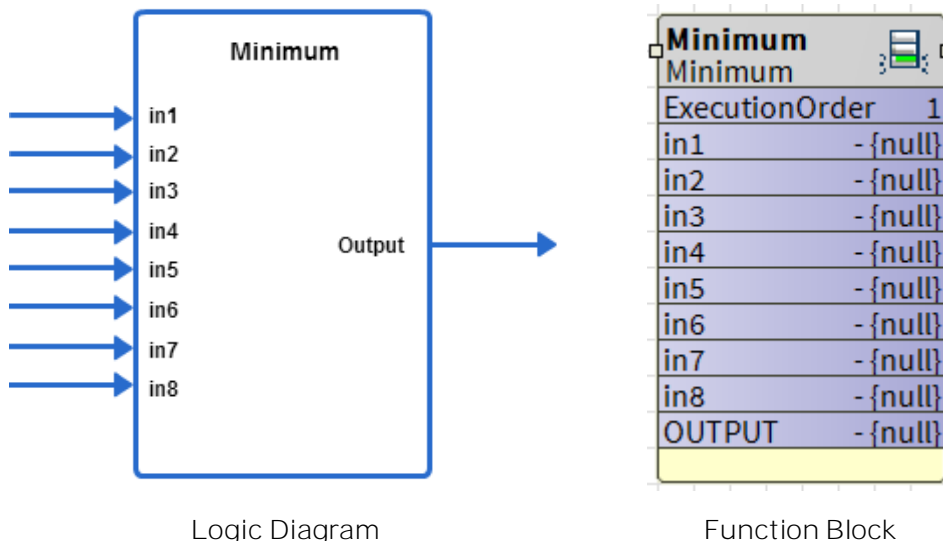 Minimum
in1
in2
in3
in4
Output
in5
in6
in7
in8
Logic Diagram
Minimum
Minimum
ExecutionOrder 1
in1 - {null}
in2 - {null}
in3 - {null}
in4 - {null}
in5 - {null}
in6 - {null}
in7 - {null}
in8 - {null}
OUTPUT - {null}
Function Block